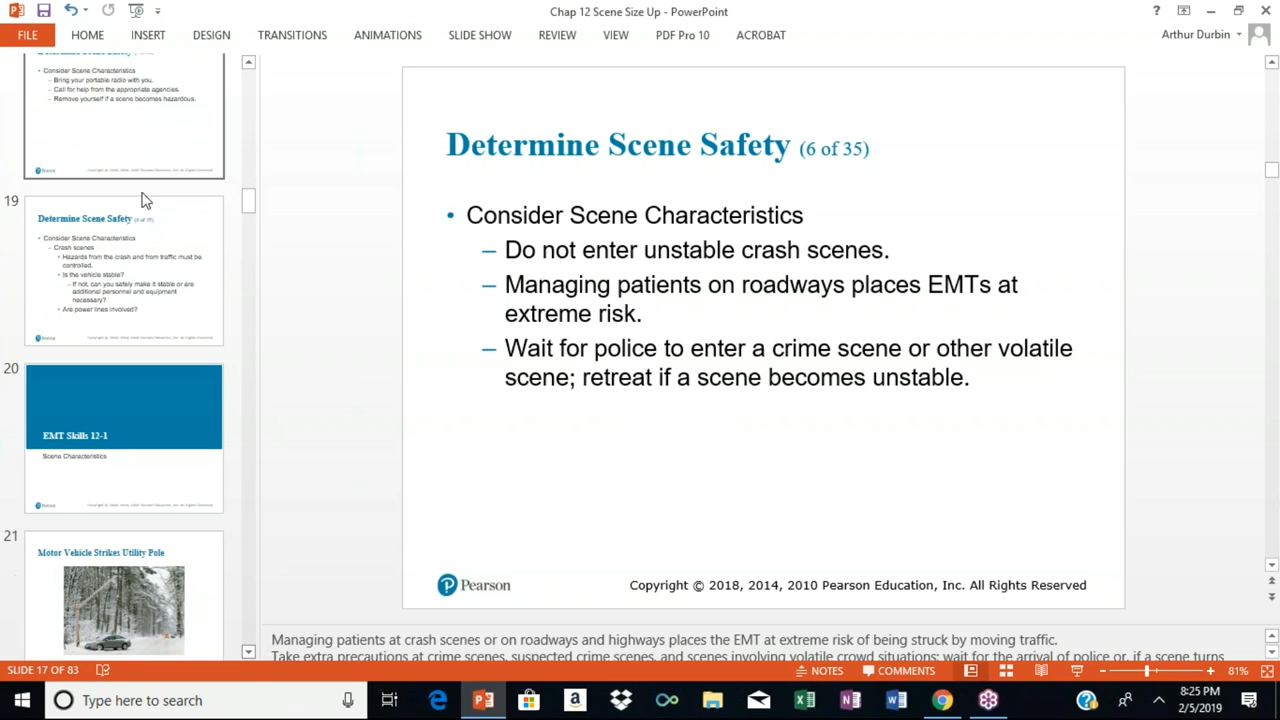 Chap 12 Scene Size Up - PowerPoint
FILE HOME INSERT DESIGN TRANSITIONS ANIMATIONS SLIDE SHOW REVIEW VIEW PDF Pro 10 ACROBAT
Arthur Durbin
• Consider Scene Characteristics
– Bring your portable radio with you.
– Call for help from the appropriate agencies.
– Remove yourself if a scene becomes hazardous.
Pearson
19
Determine Scene Safety (8 of 35)
• Consider Scene Characteristics
– Crash scenes
• Hazards from the crash and from traffic must be
controlled.
• Is the vehicle stable?
– If not, can you safely make it stable or are
additional personnel and equipment
necessary?
• Are power lines involved?
Pearson
20
EMT Skills 12-1
Scene Characteristics
Pearson
21
Motor Vehicle Strikes Utility Pole
Determine Scene Safety (6 of 35)
• Consider Scene Characteristics
– Do not enter unstable crash scenes.
– Managing patients on roadways places EMTs at
extreme risk.
– Wait for police to enter a crime scene or other volatile
scene; retreat if a scene becomes unstable.
Pearson
Copyright © 2018, 2014, 2010 Pearson Education, Inc. All Rights Reserved
Managing patients at crash scenes or on roadways and highways places the EMT at extreme risk of being struck by moving traffic.
Take extra precautions at crime scenes, suspected crime scenes, and scenes involving volatile crowd situations; wait for the arrival of police or, if a scene turns
SLIDE 17 OF 83
NOTES COMMENTS 81%
Type here to search
8:25 PM
2/5/2019